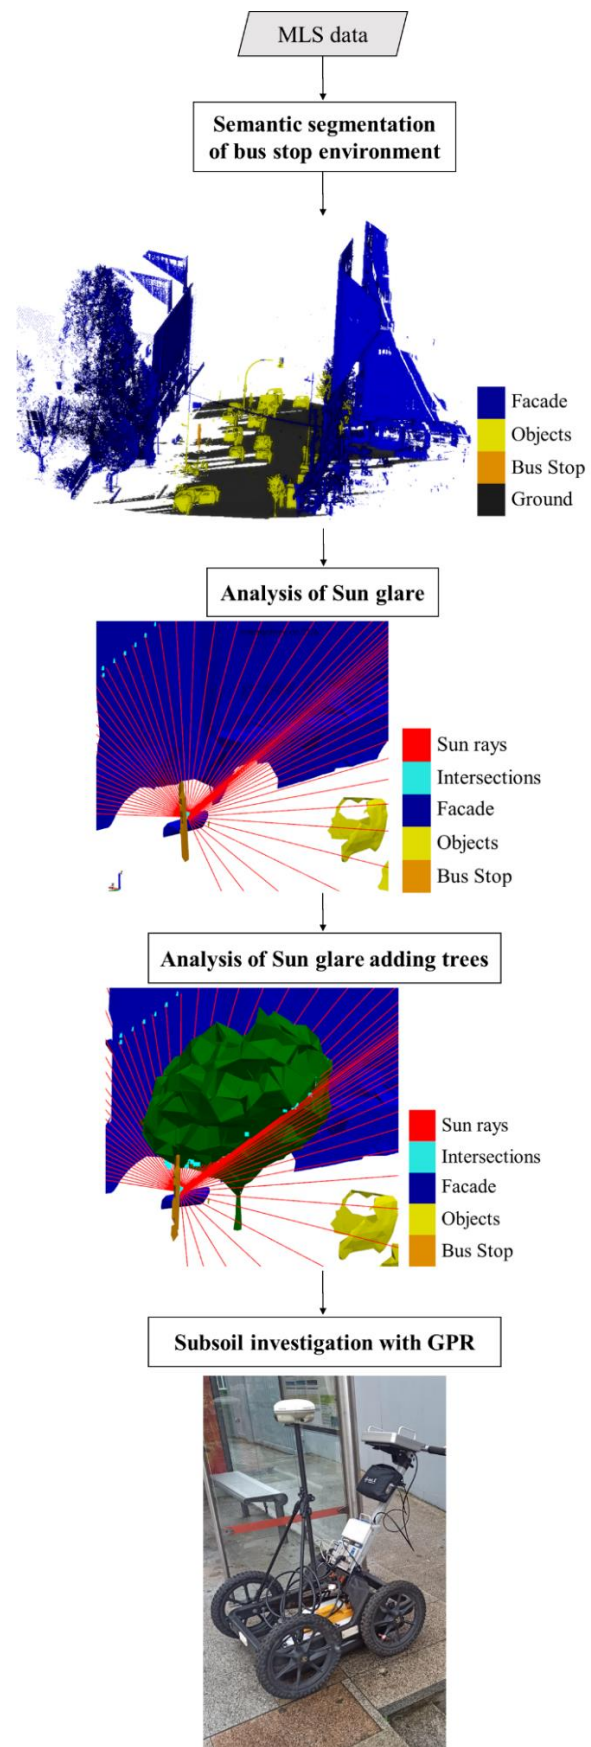 MLS data
Semantic segmentation
of bus stop environment
Facade
Objects
Bus Stop
Ground
Analysis of Sun glare
Sun rays
Intersections
Facade
Objects
Bus Stop
Analysis of Sun glare adding trees
Sun rays
Intersections
Facade
Objects
Bus Stop
Subsoil investigation with GPR